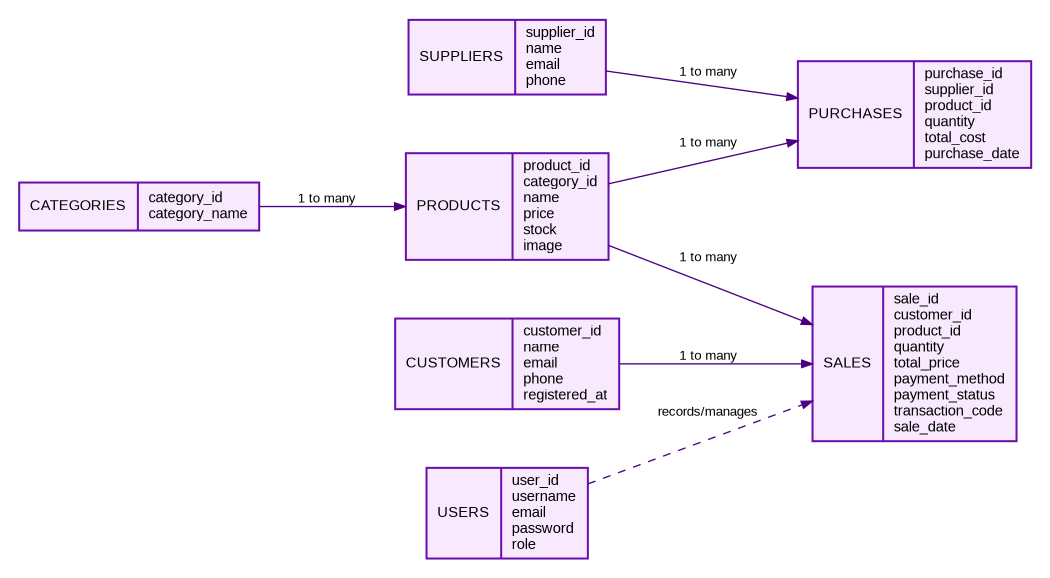 SUPPLIERS
supplier_id
name
email
phone
1 to many
PURCHASES
purchase_id
supplier_id
product_id
quantity
total_cost
purchase_date
1 to many
CATEGORIES
category_id
category_name
1 to many
PRODUCTS
product_id
category_id
name
price
stock
image
1 to many
CUSTOMERS
customer_id
name
email
phone
registered_at
1 to many
SALES
sale_id
customer_id
product_id
quantity
total_price
payment_method
payment_status
transaction_code
sale_date
records/manages
USERS
user_id
username
email
password
role